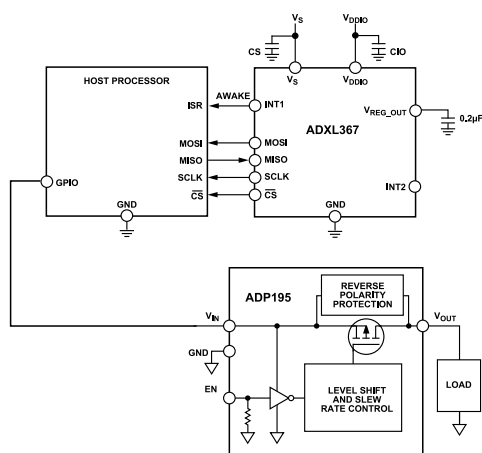 V_S
V_DDIO
CS
CIO
HOST PROCESSOR
V_S
V_DDIO
AWAKE
ISR
INT1
V_REG_OUT
0.2µF
ADXL367
MOSI
MOSI
MISO
MISO
GPIO
SCLK
SCLK
INT2
CS
CS
GND
GND
REVERSE
POLARITY
PROTECTION
ADP195
V_IN
V_OUT
GND
EN
LEVEL SHIFT
AND SLEW
RATE CONTROL
LOAD